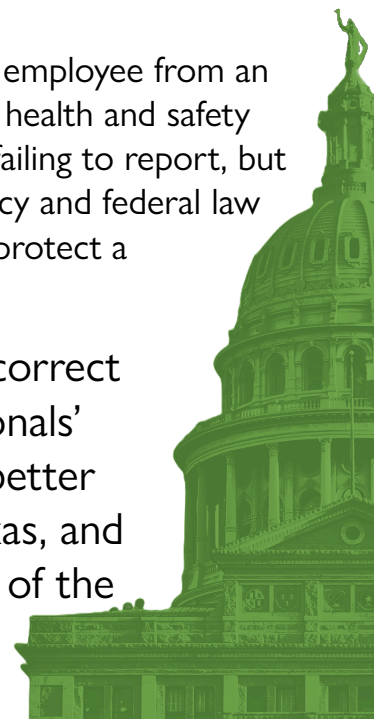 employee from an
health and safety
failing to report, but
cy and federal law
protect a
correct
onals’
better
as, and
of the